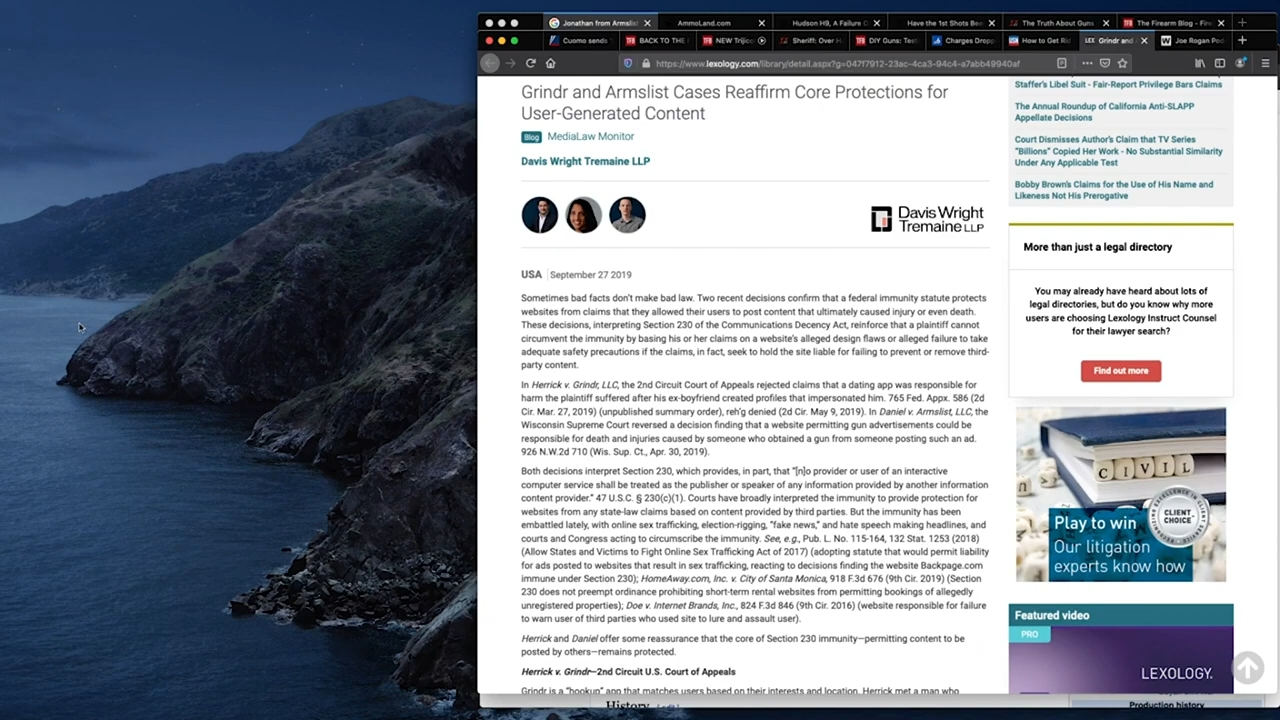 Jonathan from Armslist
AmmoLand.com
Hudson H9, A Failure O
Have the 1st Shots Bee
The Truth About Guns
The Firearm Blog - Fire
Cuomo sends
BACK TO THE
NEW Trijico
Sheriff: Over H
DIY Guns: Test
Charges Dropp
How to Get Rid
LEX Grindr and A
Joe Rogan Pod
https://www.lexology.com/library/detail.aspx?g=047f7912-23ac-4ca3-94c4-a7abb49940af
Grindr and Armslist Cases Reaffirm Core Protections for
User-Generated Content
Blog MediaLaw Monitor
Davis Wright Tremaine LLP
Davis Wright
Tremaine LLP
USA | September 27 2019
Sometimes bad facts don't make bad law. Two recent decisions confirm that a federal immunity statute protects
websites from claims that they allowed their users to post content that ultimately caused injury or even death.
These decisions, interpreting Section 230 of the Communications Decency Act, reinforce that a plaintiff cannot
circumvent the immunity by basing his or her claims on a website's alleged design flaws or alleged failure to take
adequate safety precautions if the claims, in fact, seek to hold the site liable for failing to prevent or remove third-
party content.
In Herrick v. Grindr, LLC, the 2nd Circuit Court of Appeals rejected claims that a dating app was responsible for
harm the plaintiff suffered after his ex-boyfriend created profiles that impersonated him. 765 Fed. Appx. 586 (2d
Cir. Mar. 27, 2019) (unpublished summary order), reh'g denied (2d Cir. May 9, 2019). In Daniel v. Armslist, LLC, the
Wisconsin Supreme Court reversed a decision finding that a website permitting gun advertisements could be
responsible for death and injuries caused by someone who obtained a gun from someone posting such an ad.
926 N.W.2d 710 (Wis. Sup. Ct., Apr. 30, 2019).
Both decisions interpret Section 230, which provides, in part, that "[n]o provider or user of an interactive
computer service shall be treated as the publisher or speaker of any information provided by another information
content provider." 47 U.S.C. § 230(c)(1). Courts have broadly interpreted the immunity to provide protection for
websites from any state-law claims based on content provided by third parties. But the immunity has been
embattled lately, with online sex trafficking, election-rigging, "fake news," and hate speech making headlines, and
courts and Congress acting to circumscribe the immunity. See, e.g., Pub. L. No. 115-164, 132 Stat. 1253 (2018)
(Allow States and Victims to Fight Online Sex Trafficking Act of 2017) (adopting statute that would permit liability
for ads posted to websites that result in sex trafficking, reacting to decisions finding the website Backpage.com
immune under Section 230); HomeAway.com, Inc. v. City of Santa Monica, 918 F.3d 676 (9th Cir. 2019) (Section
230 does not preempt ordinance prohibiting short-term rental websites from permitting bookings of allegedly
unregistered properties); Doe v. Internet Brands, Inc., 824 F.3d 846 (9th Cir. 2016) (website responsible for failure
to warn user of third parties who used site to lure and assault user).
Herrick and Daniel offer some reassurance that the core of Section 230 immunity—permitting content to be
posted by others—remains protected.
Herrick v. Grindr—2nd Circuit U.S. Court of Appeals
Grindr is a "hookup" app that matches users based on their interests and location. Herrick met a man who
Staffer's Libel Suit - Fair-Report Privilege Bars Claims
The Annual Roundup of California Anti-SLAPP
Appellate Decisions
Court Dismisses Author's Claim that TV Series
"Billions" Copied Her Work - No Substantial Similarity
Under Any Applicable Test
Bobby Brown's Claims for the Use of His Name and
Likeness Not His Prerogative
More than just a legal directory
You may already have heard about lots of
legal directories, but do you know why more
users are choosing Lexology Instruct Counsel
for their lawyer search?
Find out more
CIVIL
CLIENT
CHOICE
Play to win
Our litigation
experts know how
Featured video
PRO
LEXOLOGY.
History
Production history